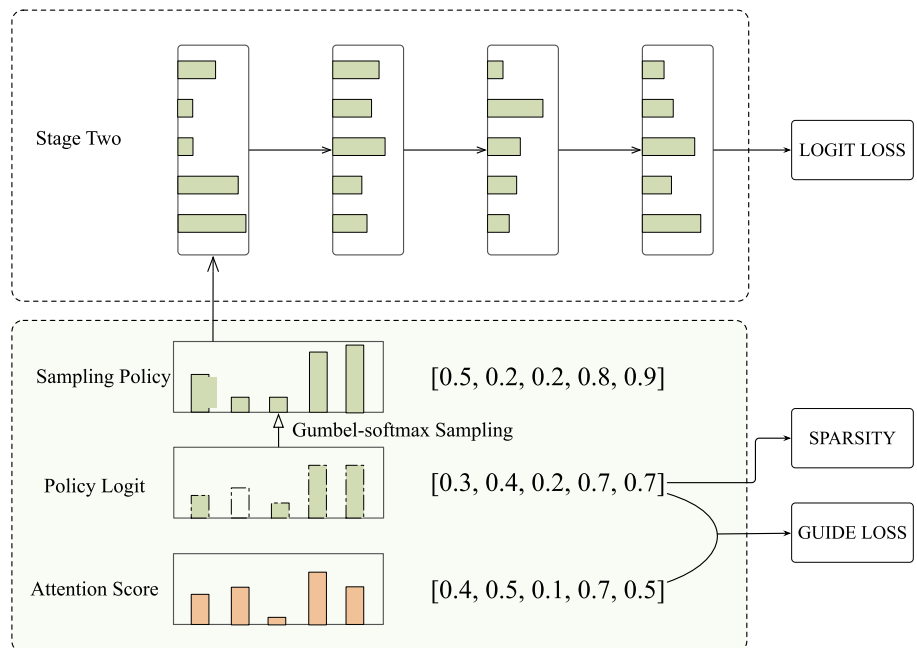 Stage Two
LOGIT LOSS
Sampling Policy
[0.5, 0.2, 0.2, 0.8, 0.9]
Gumbel-softmax Sampling
SPARSITY
Policy Logit
[0.3, 0.4, 0.2, 0.7, 0.7]
GUIDE LOSS
Attention Score
[0.4, 0.5, 0.1, 0.7, 0.5]